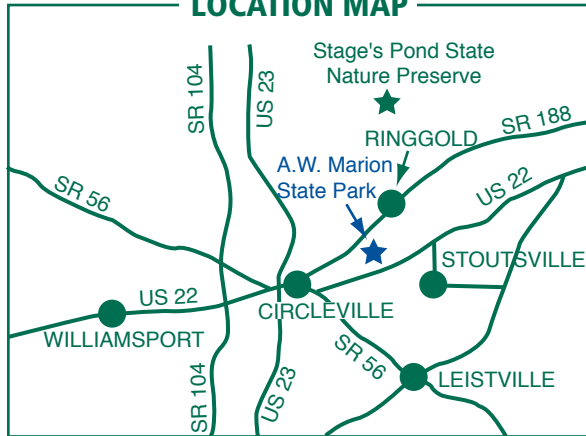 LOCATION MAP
Stage's Pond State
Nature Preserve
SR 104
US 23
SR 188
RINGGOLD
A.W. Marion
State Park
US 22
SR 56
STOUTSVILLE
US 22
CIRCLEVILLE
WILLIAMSPORT
SR 56
LEISTVILLE
SR 104
US 23